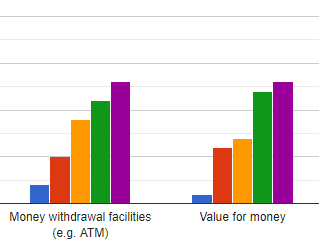 Money withdrawal facilities
(e.g. ATM)
Value for money